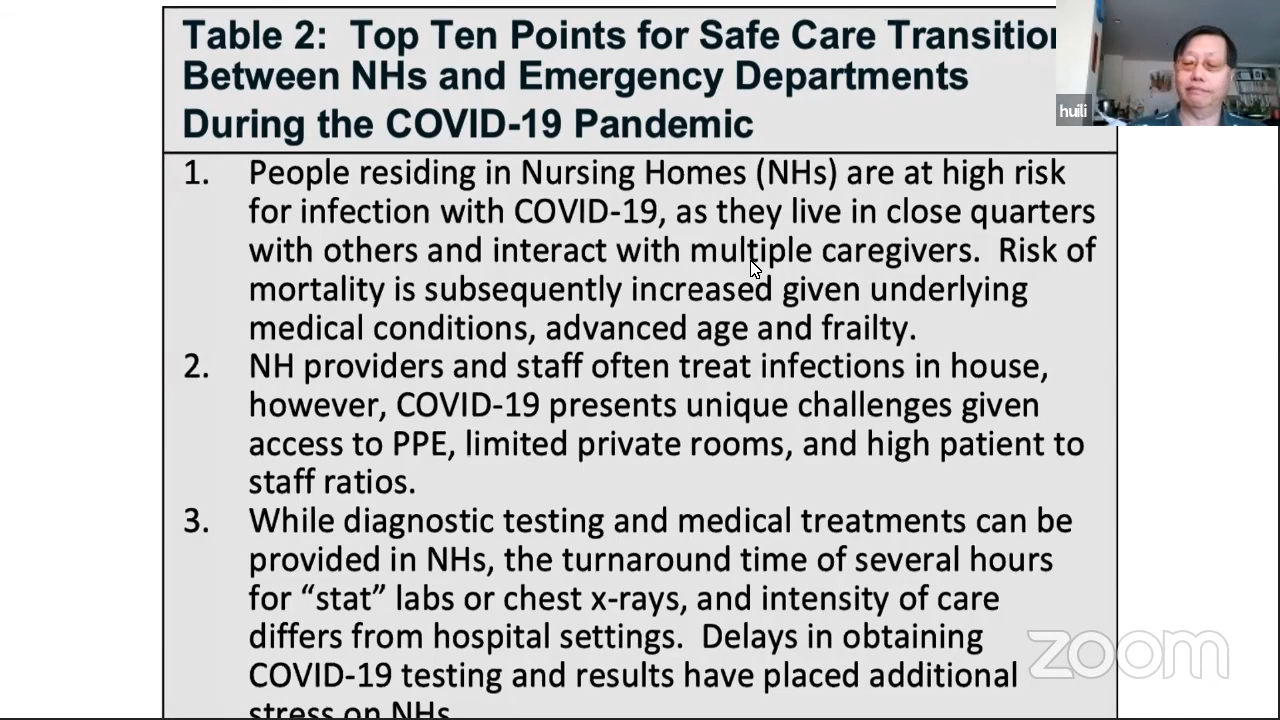 Table 2: Top Ten Points for Safe Care Transition
Between NHs and Emergency Departments
During the COVID-19 Pandemic
huili
1. People residing in Nursing Homes (NHs) are at high risk
for infection with COVID-19, as they live in close quarters
with others and interact with multiple caregivers. Risk of
mortality is subsequently increased given underlying
medical conditions, advanced age and frailty.
2. NH providers and staff often treat infections in house,
however, COVID-19 presents unique challenges given
access to PPE, limited private rooms, and high patient to
staff ratios.
3. While diagnostic testing and medical treatments can be
provided in NHs, the turnaround time of several hours
for “stat” labs or chest x-rays, and intensity of care
differs from hospital settings. Delays in obtaining
COVID-19 testing and results have placed additional
stress on NHs
zoom